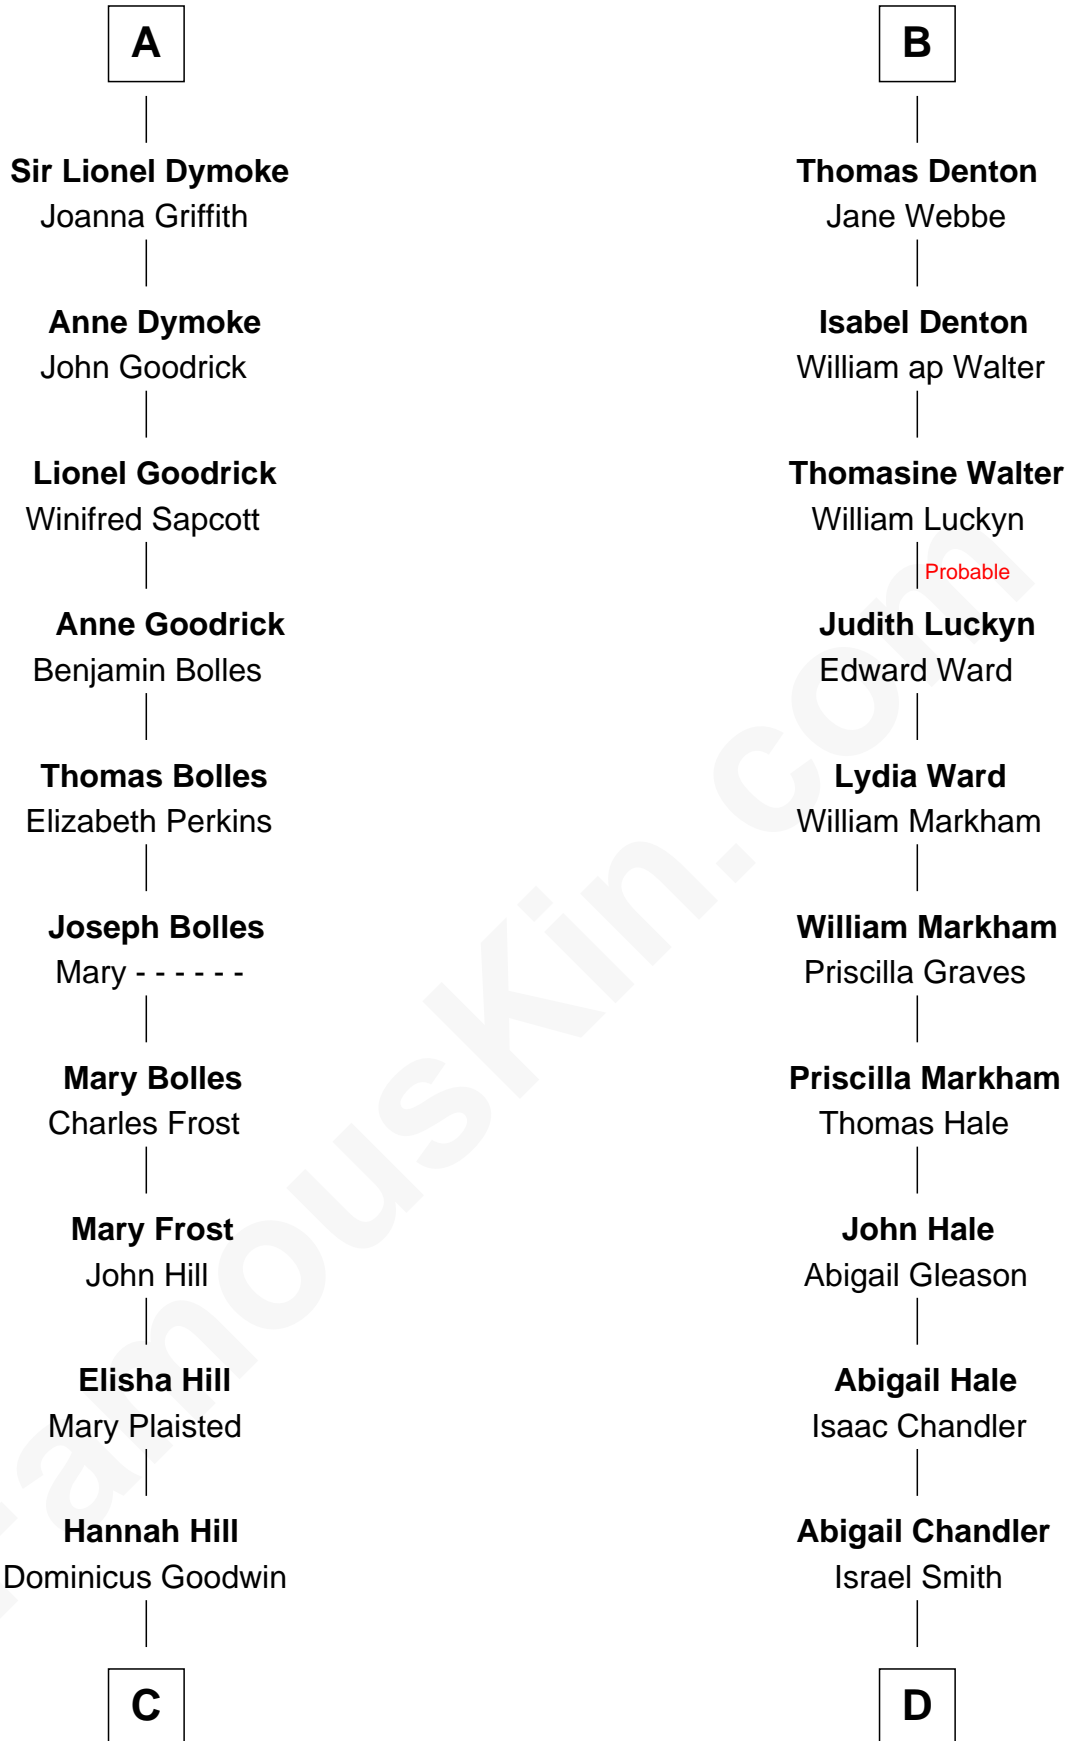 A
Sir Lionel Dymoke
Joanna Griffith
Anne Dymoke
John Goodrick
Lionel Goodrick
Winifred Sapcott
Anne Goodrick
Benjamin Bolles
Thomas Bolles
Elizabeth Perkins
Joseph Bolles
Mary - - - - - -
Mary Bolles
Charles Frost
Mary Frost
John Hill
Elisha Hill
Mary Plaisted
Hannah Hill
Dominicus Goodwin
C
B
Thomas Denton
Jane Webbe
Isabel Denton
William ap Walter
Thomasine Walter
William Luckyn
Probable
Judith Luckyn
Edward Ward
Lydia Ward
William Markham
William Markham
Priscilla Graves
Priscilla Markham
Thomas Hale
John Hale
Abigail Gleason
Abigail Hale
Isaac Chandler
Abigail Chandler
Israel Smith
D
FamousKin.com